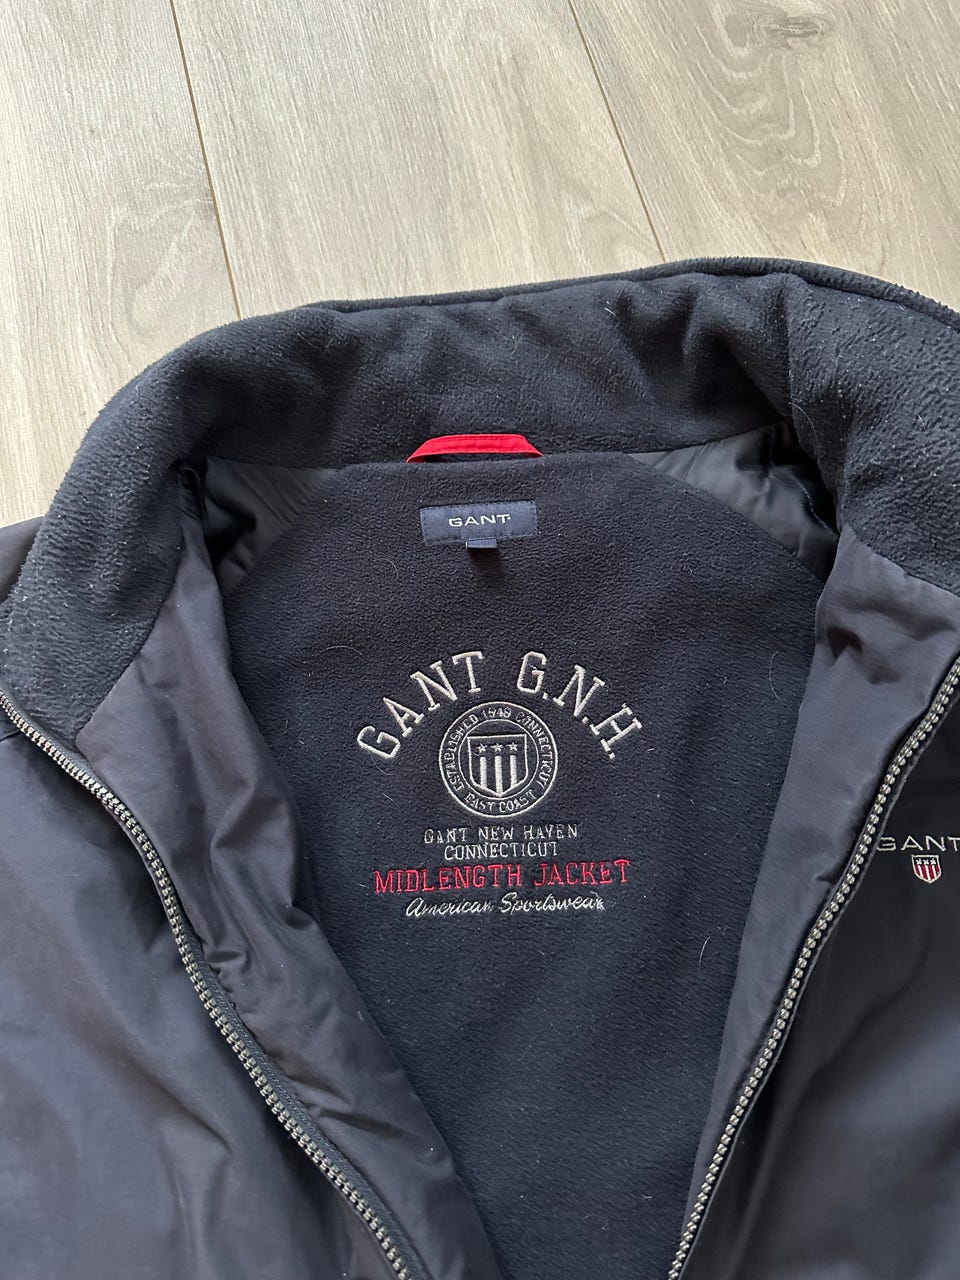 GANT
GANT G.N.H.
ESTABLISHED 1949 CONNECTICUT
EAST COAST
GANT NEW HAVEN
CONNECTICUT
MIDLENGTH JACKET
American Sportswear
GANT